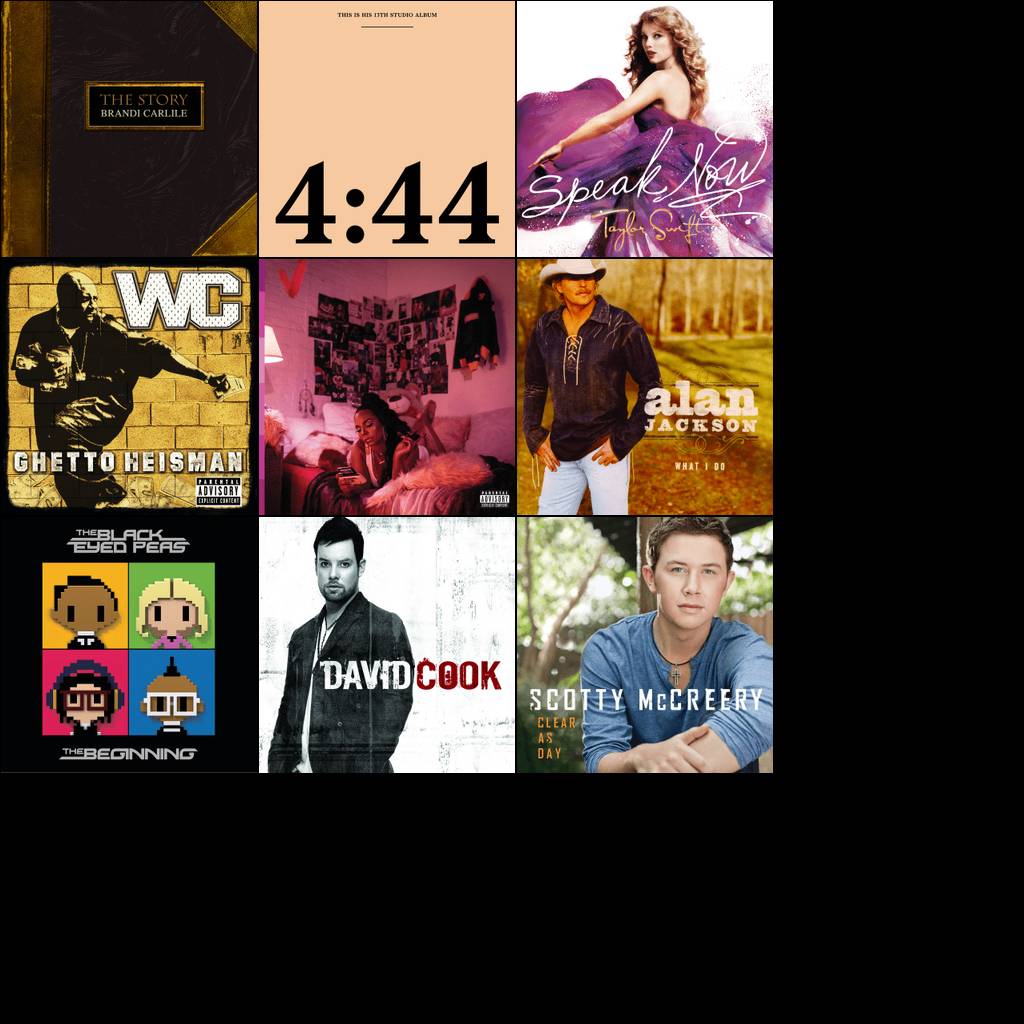 THE STORY
BRANDI CARLILE
THIS IS HIS 13TH STUDIO ALBUM
4:44
Speak Now
Taylor Swift
WC
GHETTO HEISMAN
PARENTAL
ADVISORY
EXPLICIT CONTENT
PARENTAL
ADVISORY
EXPLICIT CONTENT
alan
JACKSON
WHAT I DO
THE BLACK
EYED PEAS
THE BEGINNING
DAVID COOK
SCOTTY McCREERY
CLEAR
AS
DAY